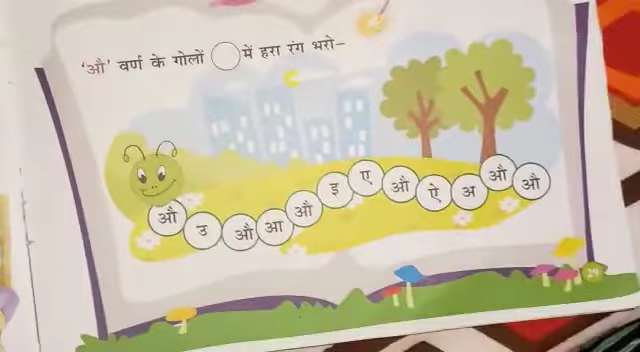 'औ' वर्ण के गोलों में हरा रंग भरो–
औ उ औ आ औ इ ए औ ऐ अ औ औ
29